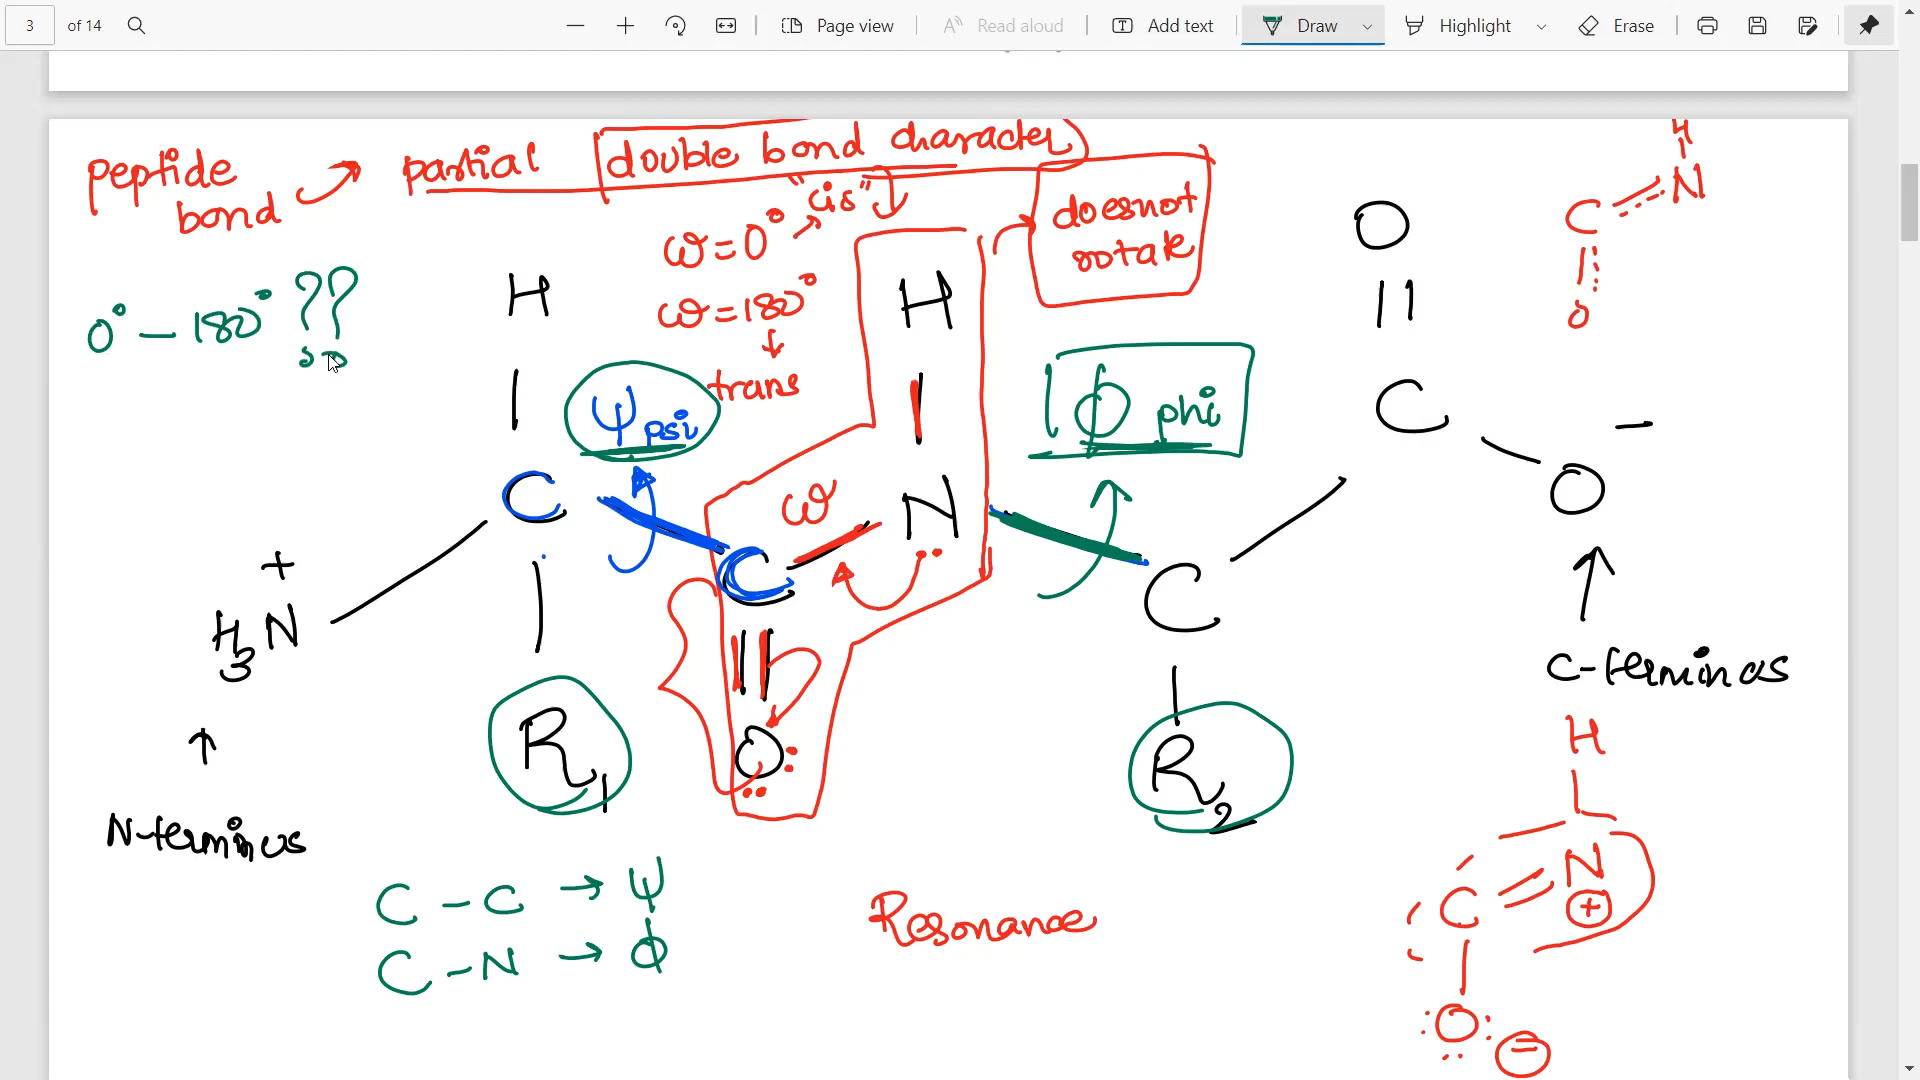 3 of 14 Page view Read aloud Add text Draw Highlight Erase
peptide bond → partial double bond character
"cis"
ω = 0°
ω = 180°
↓
trans
doesnot
rotate
0° – 180° ??
H
N
C
O
H
H
O
ψ psi
ϕ phi
C
C
O
–
C
ω
N
C
+
H3N
R1
O
R2
↑
N-terminus
↑
C-terminus
C – C → ψ
C – N → ϕ
Resonance
H
C = N
+
O
–